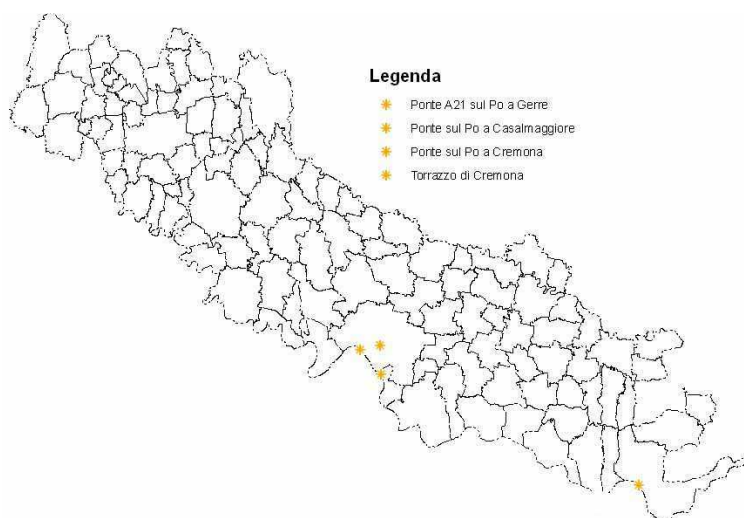 Legenda
Ponte A21 sul Po a Gerre
Ponte sul Po a Casalmaggiore
Ponte sul Po a Cremona
Torrazzo di Cremona